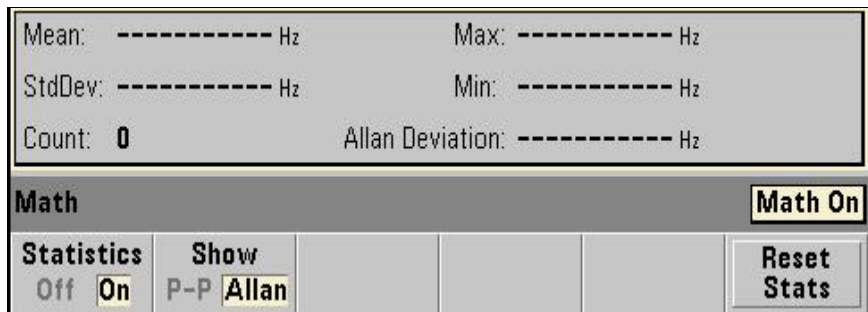 Mean: ----------- Hz Max: ----------- Hz
StdDev: ----------- Hz Min: ----------- Hz
Count: 0 Allan Deviation: ----------- Hz
Math Math On
Statistics Show Reset
Off On P-P Allan Stats